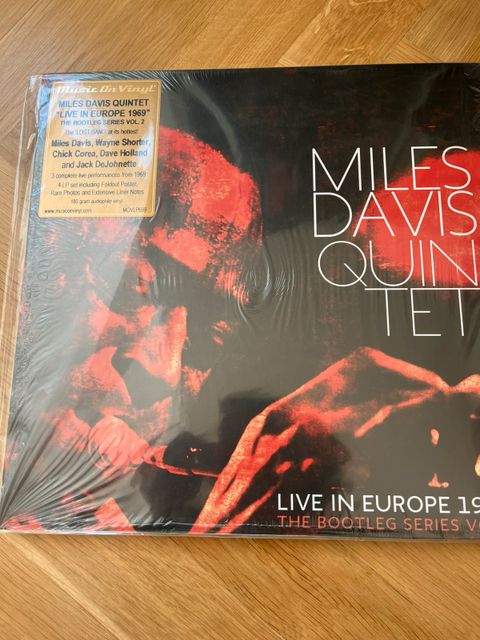 Music On Vinyl
MILES DAVIS QUINTET
"LIVE IN EUROPE 1969"
THE BOOTLEG SERIES VOL. 2
The 'LOST BAND' at its hottest!
Miles Davis, Wayne Shorter,
Chick Corea, Dave Holland
and Jack DeJohnette
3 complete live performances from 1969
4 LP set including Foldout Poster,
Rare Photos and Extensive Liner Notes
180 gram audiophile vinyl
www.musiconvinyl.com
MILES
DAVIS
QUIN
TET
LIVE IN EUROPE 19
THE BOOTLEG SERIES VO